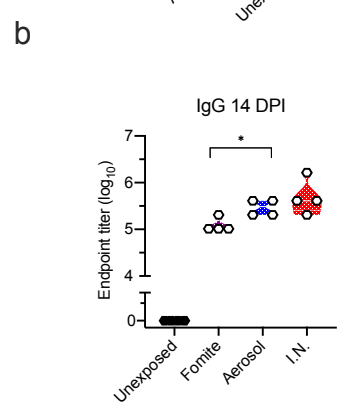 b
IgG 14 DPI
*
Endpoint titer (log10)
7
6
5
4
0
Unexposed
Fomite
Aerosol
I.N.